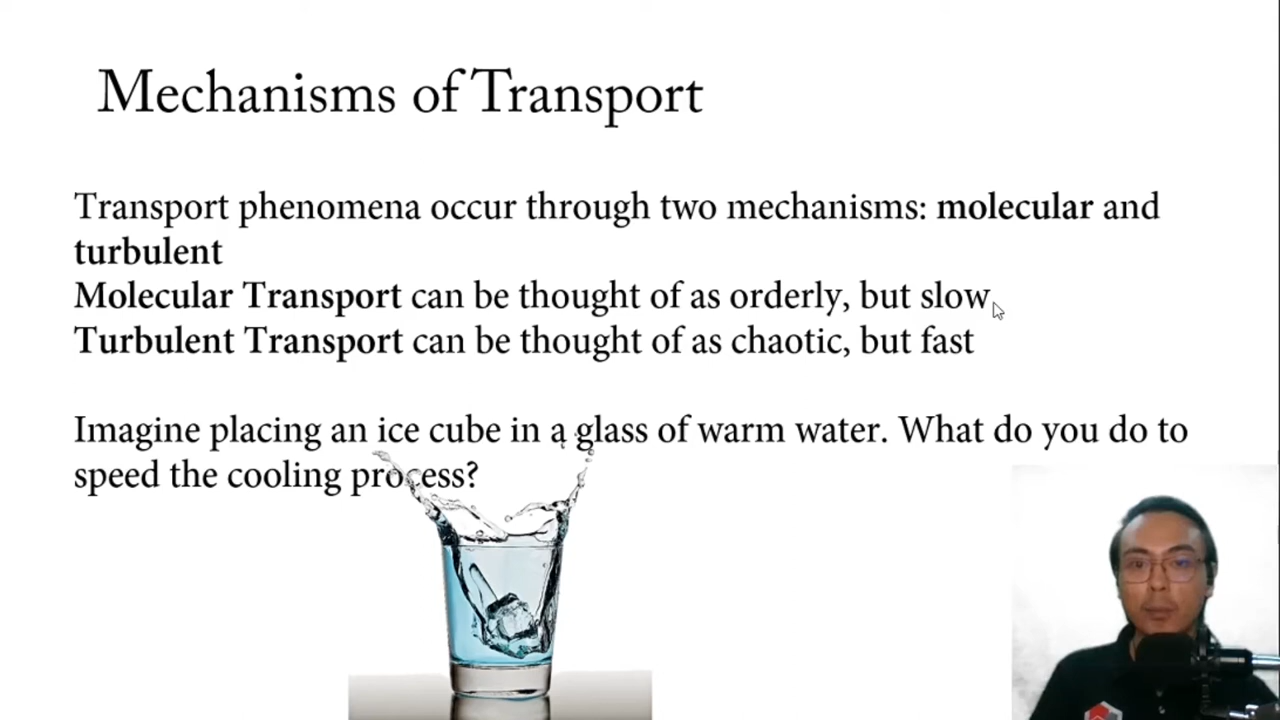 Mechanisms of Transport
Transport phenomena occur through two mechanisms: molecular and
turbulent
Molecular Transport can be thought of as orderly, but slow
Turbulent Transport can be thought of as chaotic, but fast
Imagine placing an ice cube in a glass of warm water. What do you do to
speed the cooling process?